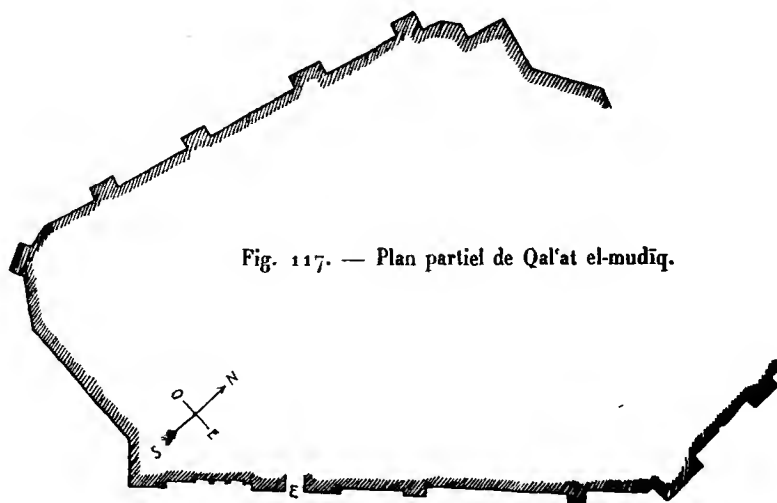 Fig. 117. — Plan partiel de Qal‘at el-mudīq.
N
O
E
S
E